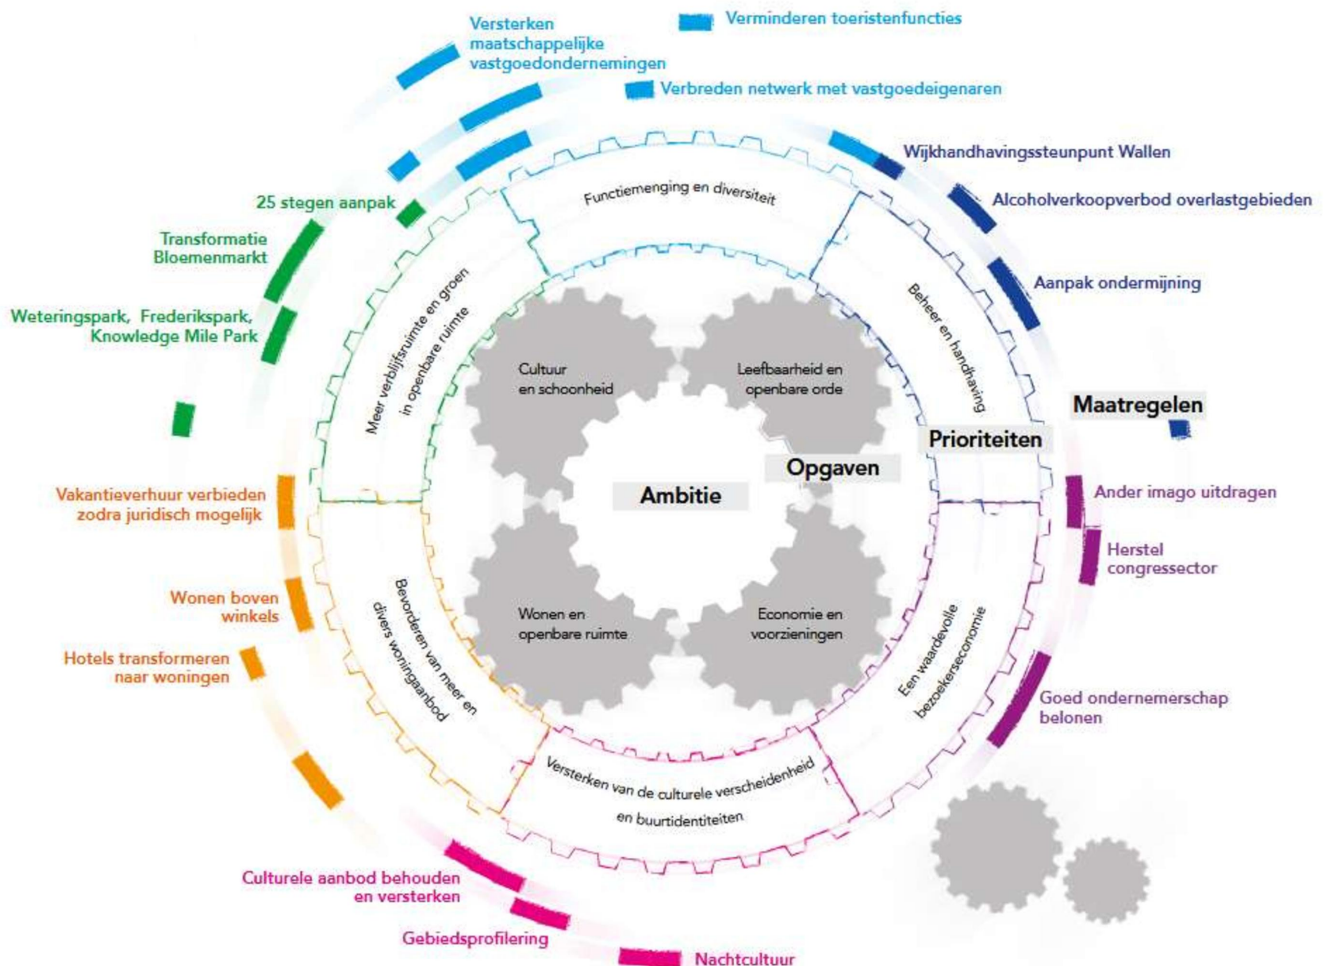 Versterken
maatschappelijke
vastgoedondernemingen
Verminderen toeristenfuncties
Verbreden netwerk met vastgoedeigenaren
Wijkhandhavingssteunpunt Wallen
Alcoholverkoopverbod overlastgebieden
Aanpak ondermijning
25 stegen aanpak
Transformatie
Bloemenmarkt
Weteringspark, Frederikspark,
Knowledge Mile Park
Functiemenging en diversiteit
Meer verblijfsruimte en groen
in openbare ruimte
Beheer en handhaving
Cultuur
en schoonheid
Leefbaarheid en
openbare orde
Maatregelen
Prioriteiten
Opgaven
Ambitie
Vakantieverhuur verbieden
zodra juridisch mogelijk
Wonen boven
winkels
Hotels transformeren
naar woningen
Ander imago uitdragen
Herstel
congressector
Goed ondernemerschap
belonen
Wonen en
openbare ruimte
Economie en
voorzieningen
Bevorderen van meer en
divers woningaanbod
Een waardevolle
bezoekerseconomie
Versterken van de culturele verscheidenheid
en buurtidentiteiten
Culturele aanbod behouden
en versterken
Gebiedsprofilering
Nachtcultuur